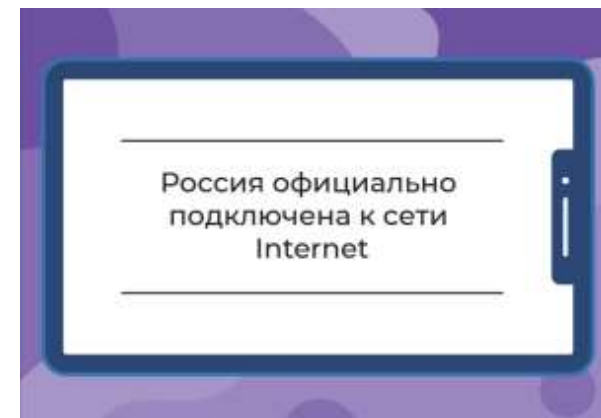 Россия официально
подключена к сети
Internet